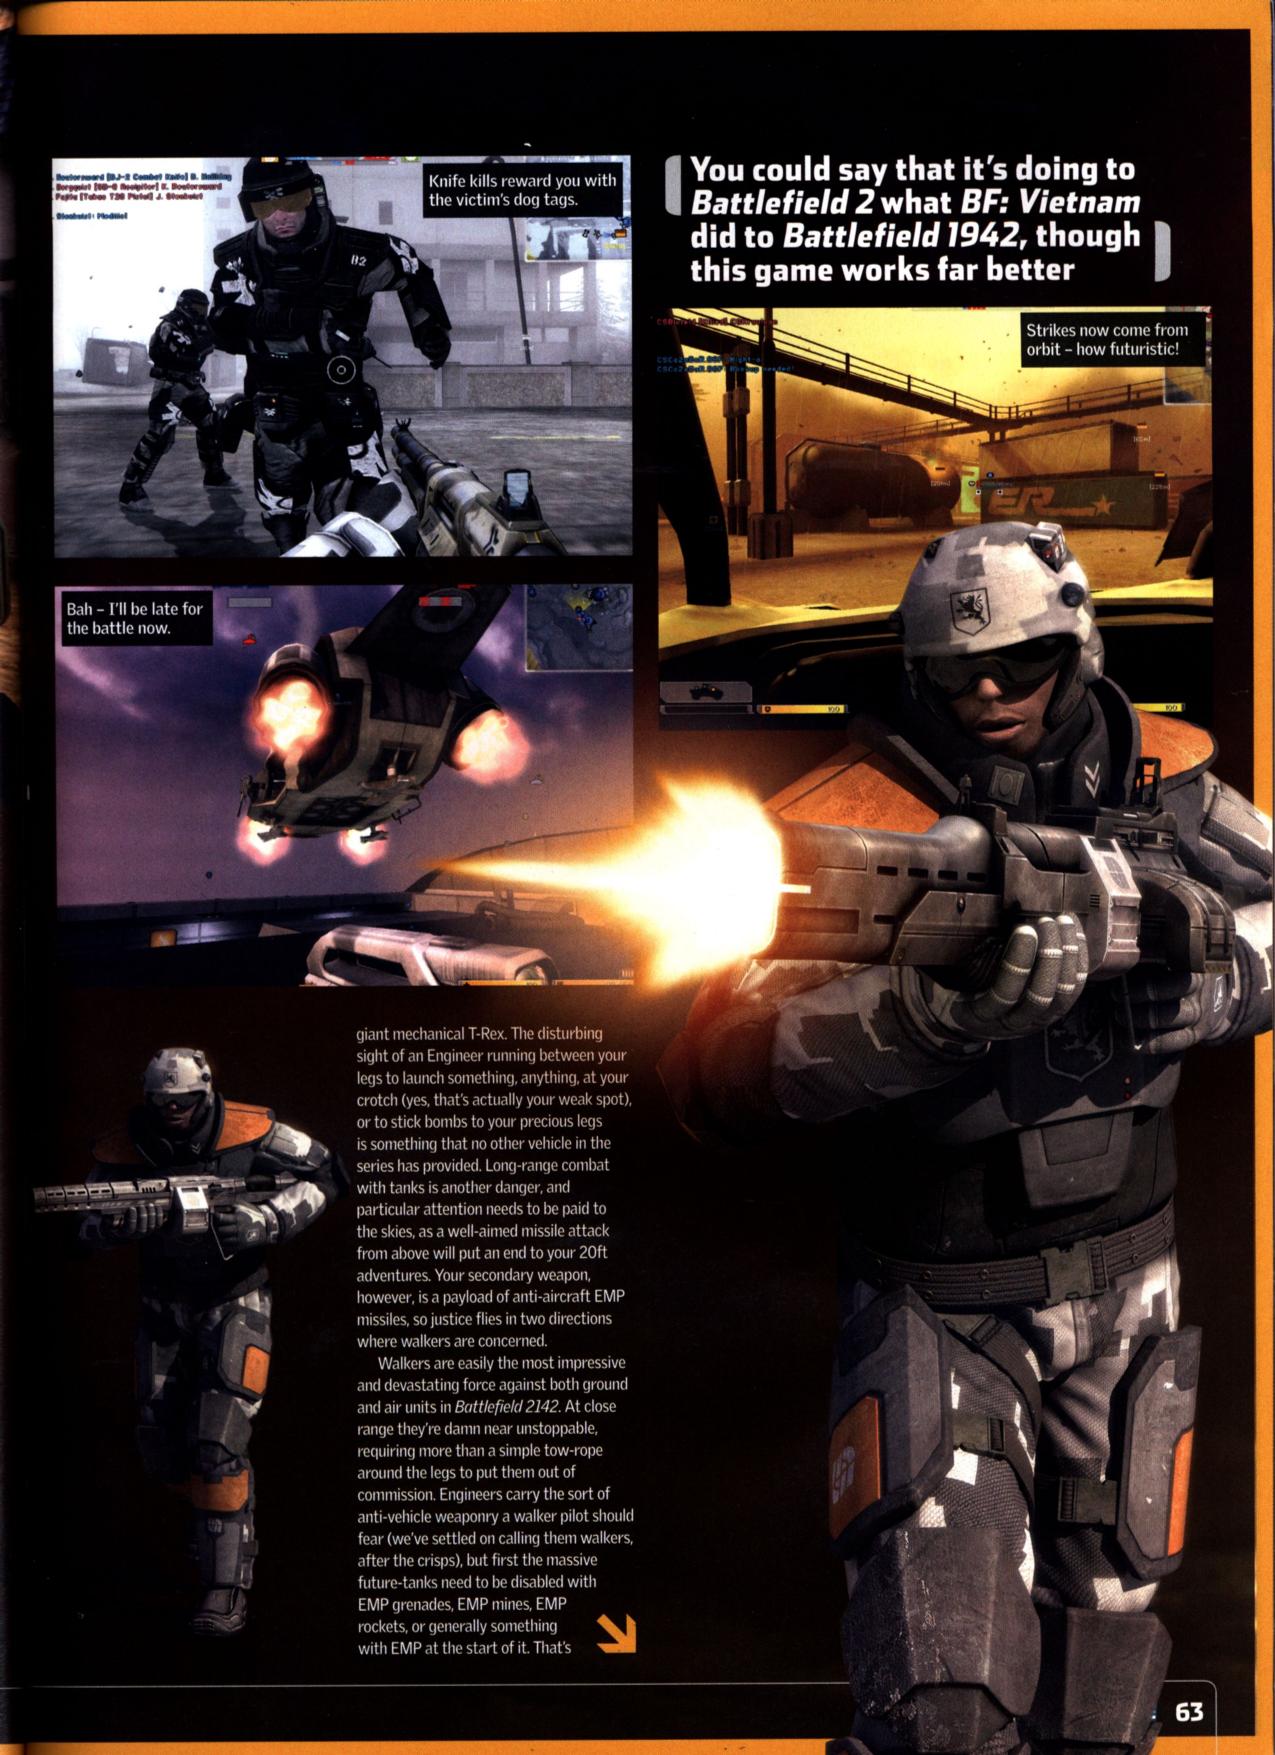 Knife kills reward you with
the victim's dog tags.
You could say that it's doing to
Battlefield 2 what BF: Vietnam
did to Battlefield 1942, though
this game works far better
Strikes now come from
orbit – how futuristic!
Bah – I'll be late for
the battle now.
giant mechanical T-Rex. The disturbing
sight of an Engineer running between your
legs to launch something, anything, at your
crotch (yes, that's actually your weak spot),
or to stick bombs to your precious legs
is something that no other vehicle in the
series has provided. Long-range combat
with tanks is another danger, and
particular attention needs to be paid to
the skies, as a well-aimed missile attack
from above will put an end to your 20ft
adventures. Your secondary weapon,
however, is a payload of anti-aircraft EMP
missiles, so justice flies in two directions
where walkers are concerned.
Walkers are easily the most impressive
and devastating force against both ground
and air units in Battlefield 2142. At close
range they're damn near unstoppable,
requiring more than a simple tow-rope
around the legs to put them out of
commission. Engineers carry the sort of
anti-vehicle weaponry a walker pilot should
fear (we've settled on calling them walkers,
after the crisps), but first the massive
future-tanks need to be disabled with
EMP grenades, EMP mines, EMP
rockets, or generally something
with EMP at the start of it. That's
63